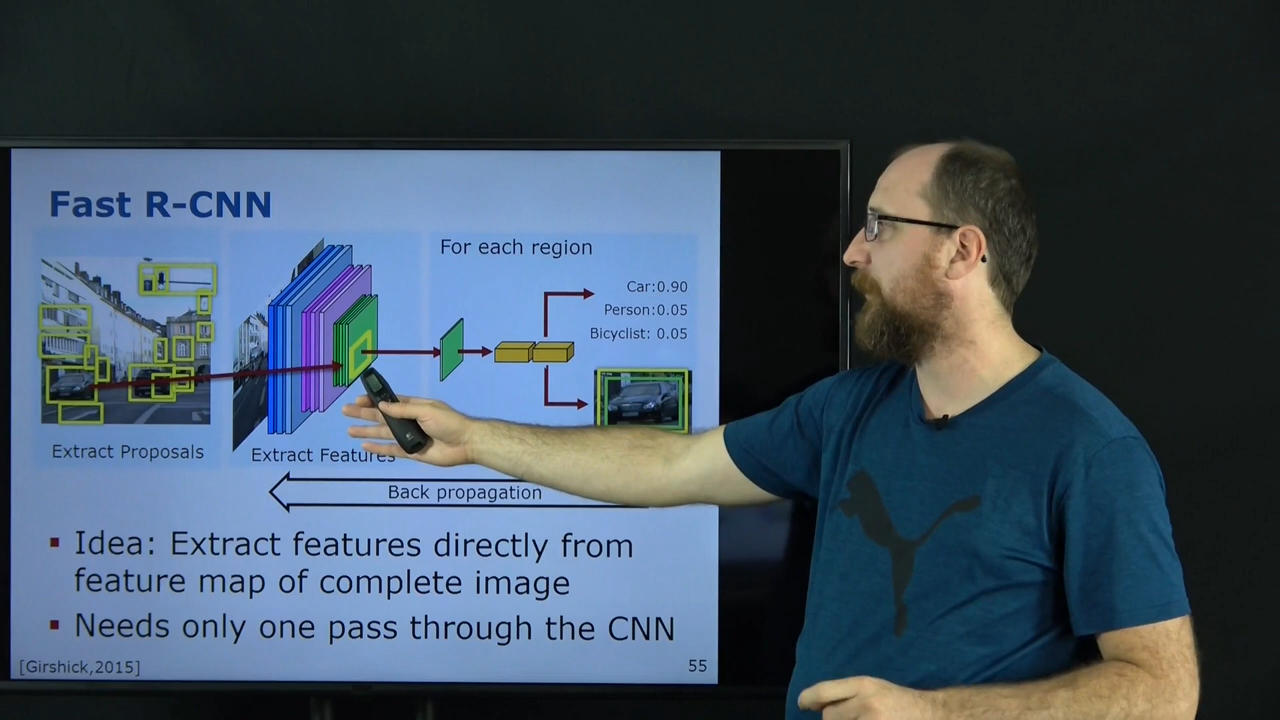 Fast R-CNN
For each region
Car:0.90
Person:0.05
Bicyclist: 0.05
Extract Proposals
Extract Features
Back propagation
▪ Idea: Extract features directly from
feature map of complete image
▪ Needs only one pass through the CNN
[Girshick,2015]
55